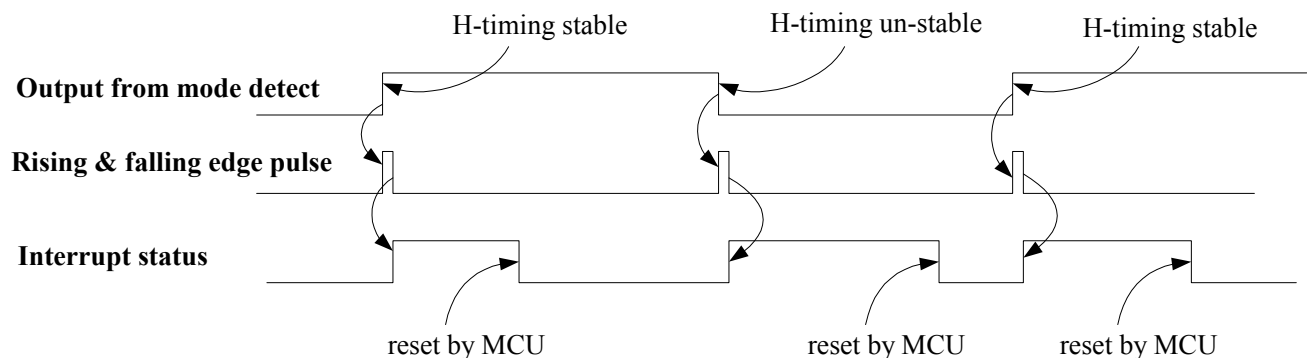 H-timing stable
H-timing un-stable
H-timing stable
Output from mode detect
Rising & falling edge pulse
Interrupt status
reset by MCU
reset by MCU
reset by MCU